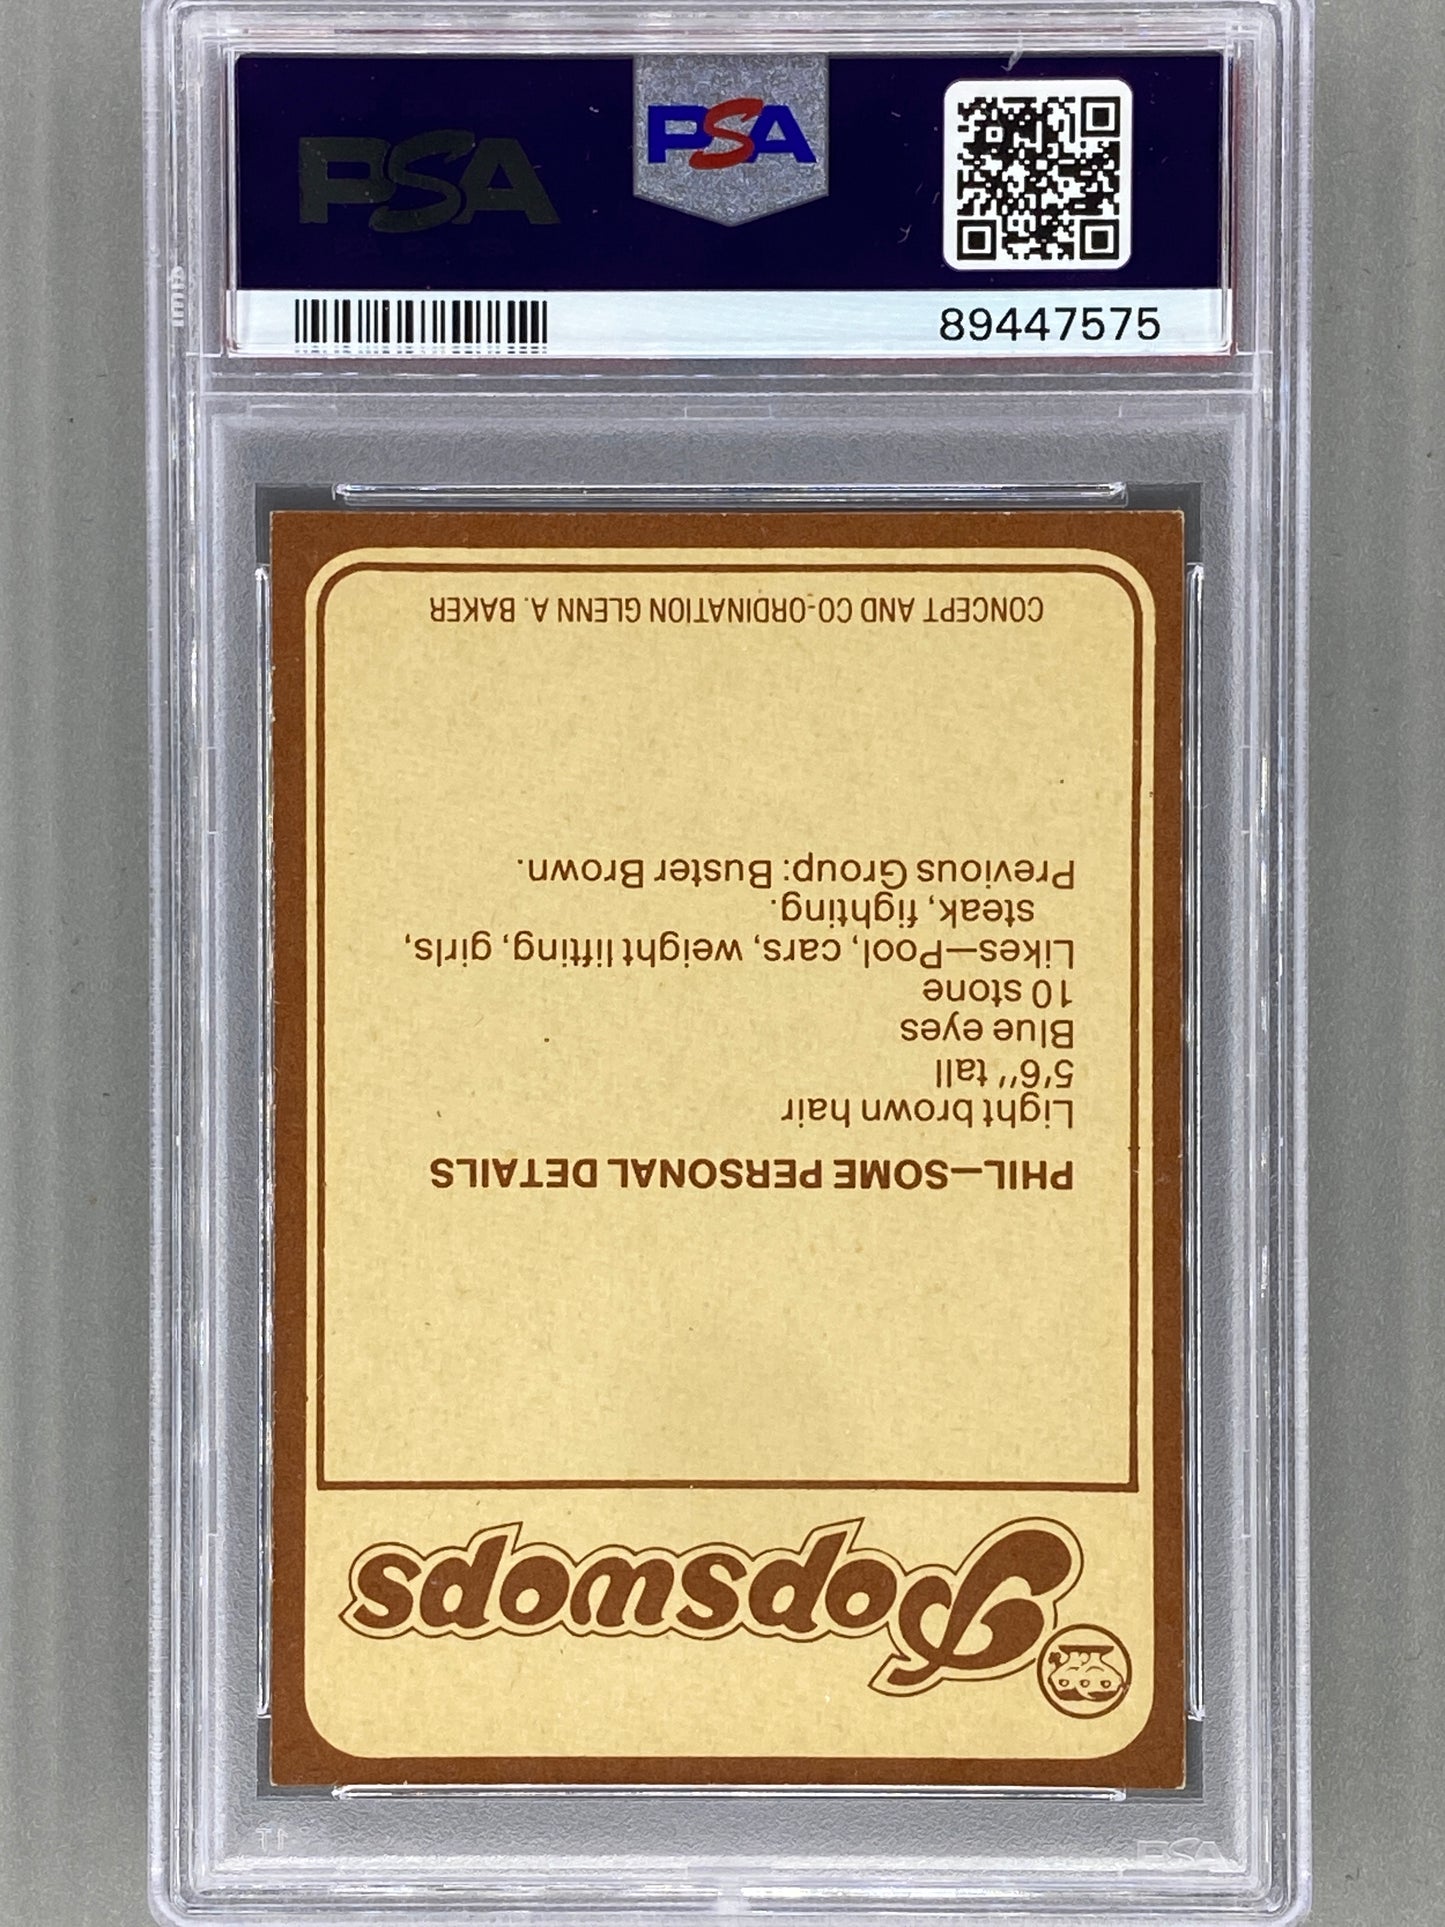 PSA
PSA
89447575
Popswops
PHIL—SOME PERSONAL DETAILS
Light brown hair
5'6'' tall
Blue eyes
10 stone
Likes—Pool, cars, weight lifting, girls,
steak, fighting.
Previous Group: Buster Brown.
CONCEPT AND CO-ORDINATION GLENN A. BAKER
PSA